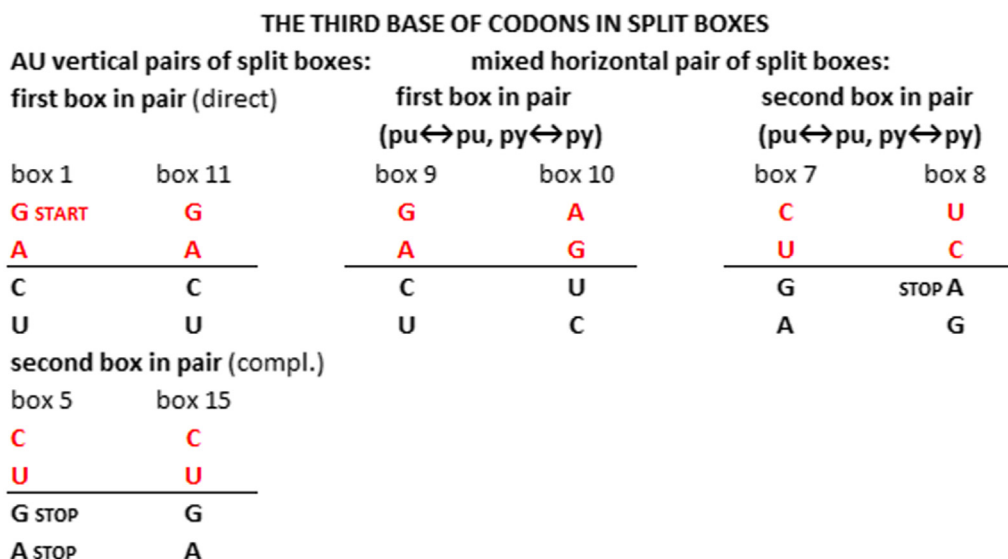 THE THIRD BASE OF CODONS IN SPLIT BOXES
AU vertical pairs of split boxes: mixed horizontal pair of split boxes:
first box in pair (direct) first box in pair second box in pair
(pu↔pu, py↔py) (pu↔pu, py↔py)
box 1 box 11 box 9 box 10 box 7 box 8
G START G G A C U
A A A G U C
C C C U G STOP A
U U U C A G
second box in pair (compl.)
box 5 box 15
C C
U U
G STOP G
A STOP A